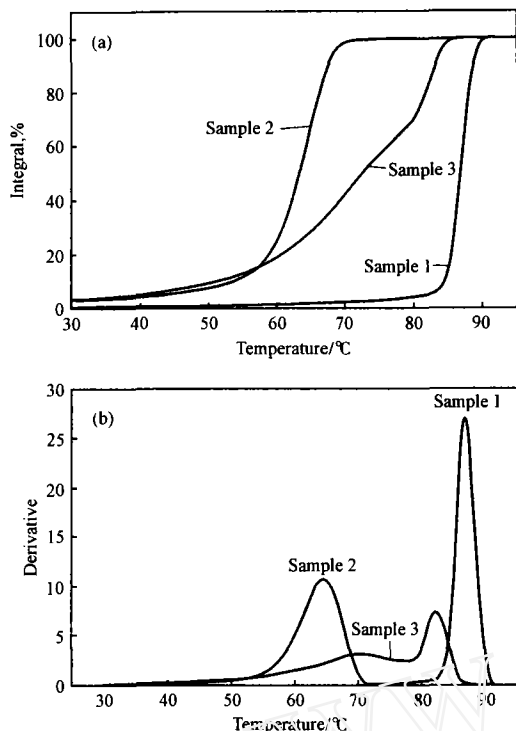 (a)
100
80
60
40
20
0
Integral,%
Sample 2
Sample 3
Sample 1
30 40 50 60 70 80 90
Temperature/℃
(b)
30
25
20
15
10
5
0
Derivative
Sample 1
Sample 2
Sample 3
30 40 50 60 70 80 90
Temperature/℃